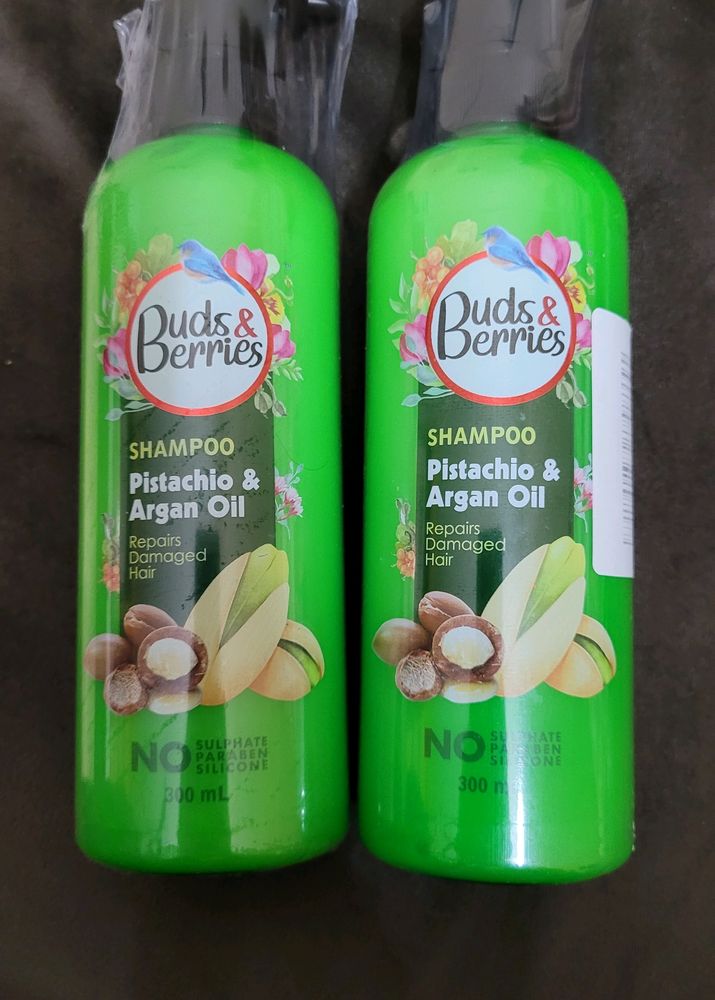 Buds &
Berries
SHAMPOO
Pistachio &
Argan Oil
Repairs
Damaged
Hair
NO SULPHATE
PARABEN
SILICONE
300 mL
Buds &
Berries
SHAMPOO
Pistachio &
Argan Oil
Repairs
Damaged
Hair
NO SULPHATE
PARABEN
SILICONE
300 m